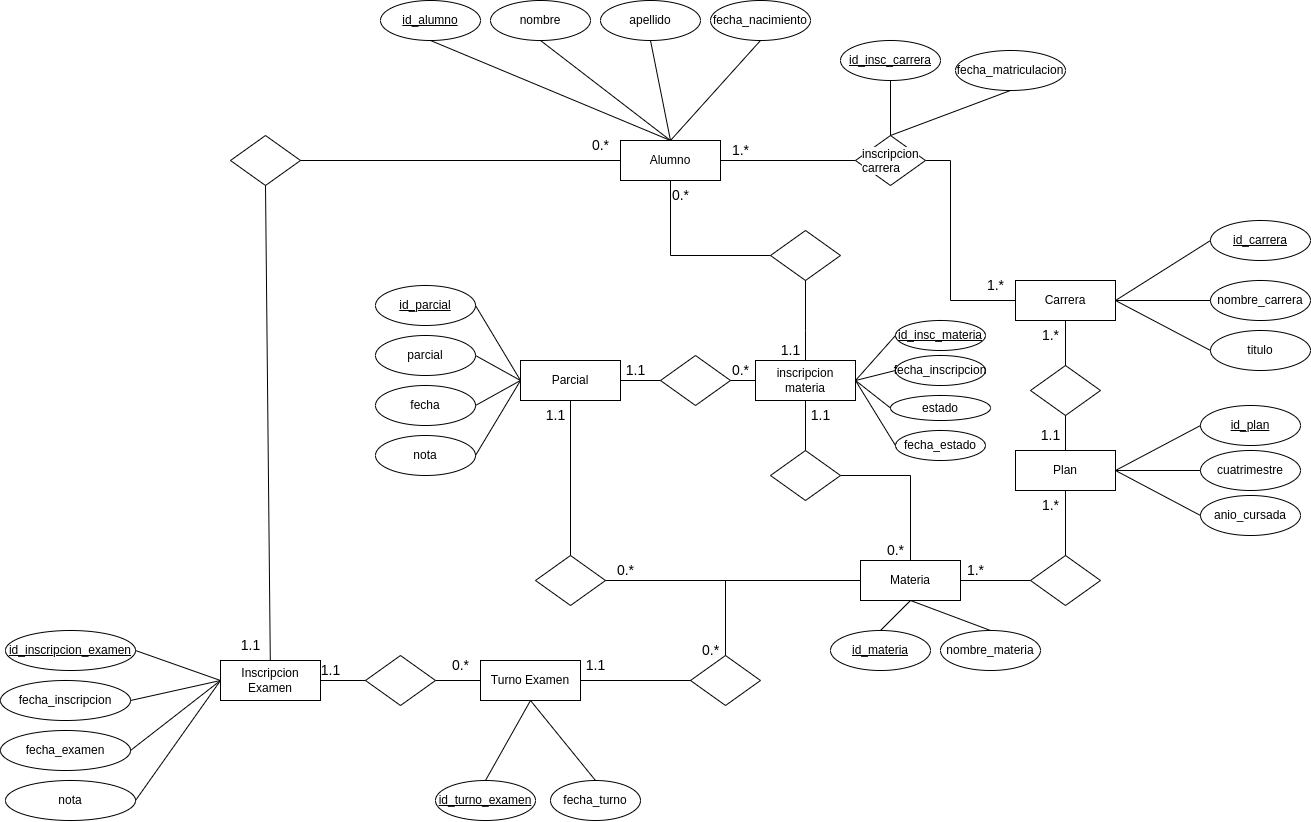 id_alumno
nombre
apellido
fecha_nacimiento
id_insc_carrera
fecha_matriculacion
0.*
Alumno
1.*
inscripcion
carrera
0.*
id_carrera
1.*
Carrera
nombre_carrera
titulo
1.*
id_parcial
parcial
fecha
nota
Parcial
1.1
0.*
1.1
1.1
inscripcion
materia
1.1
id_insc_materia
fecha_inscripcion
estado
fecha_estado
1.1
Plan
1.*
id_plan
cuatrimestre
anio_cursada
0.*
0.*
Materia
1.*
id_materia
nombre_materia
1.1
id_inscripcion_examen
fecha_inscripcion
fecha_examen
nota
Inscripcion
Examen
1.1
0.*
Turno Examen
1.1
0.*
id_turno_examen
fecha_turno